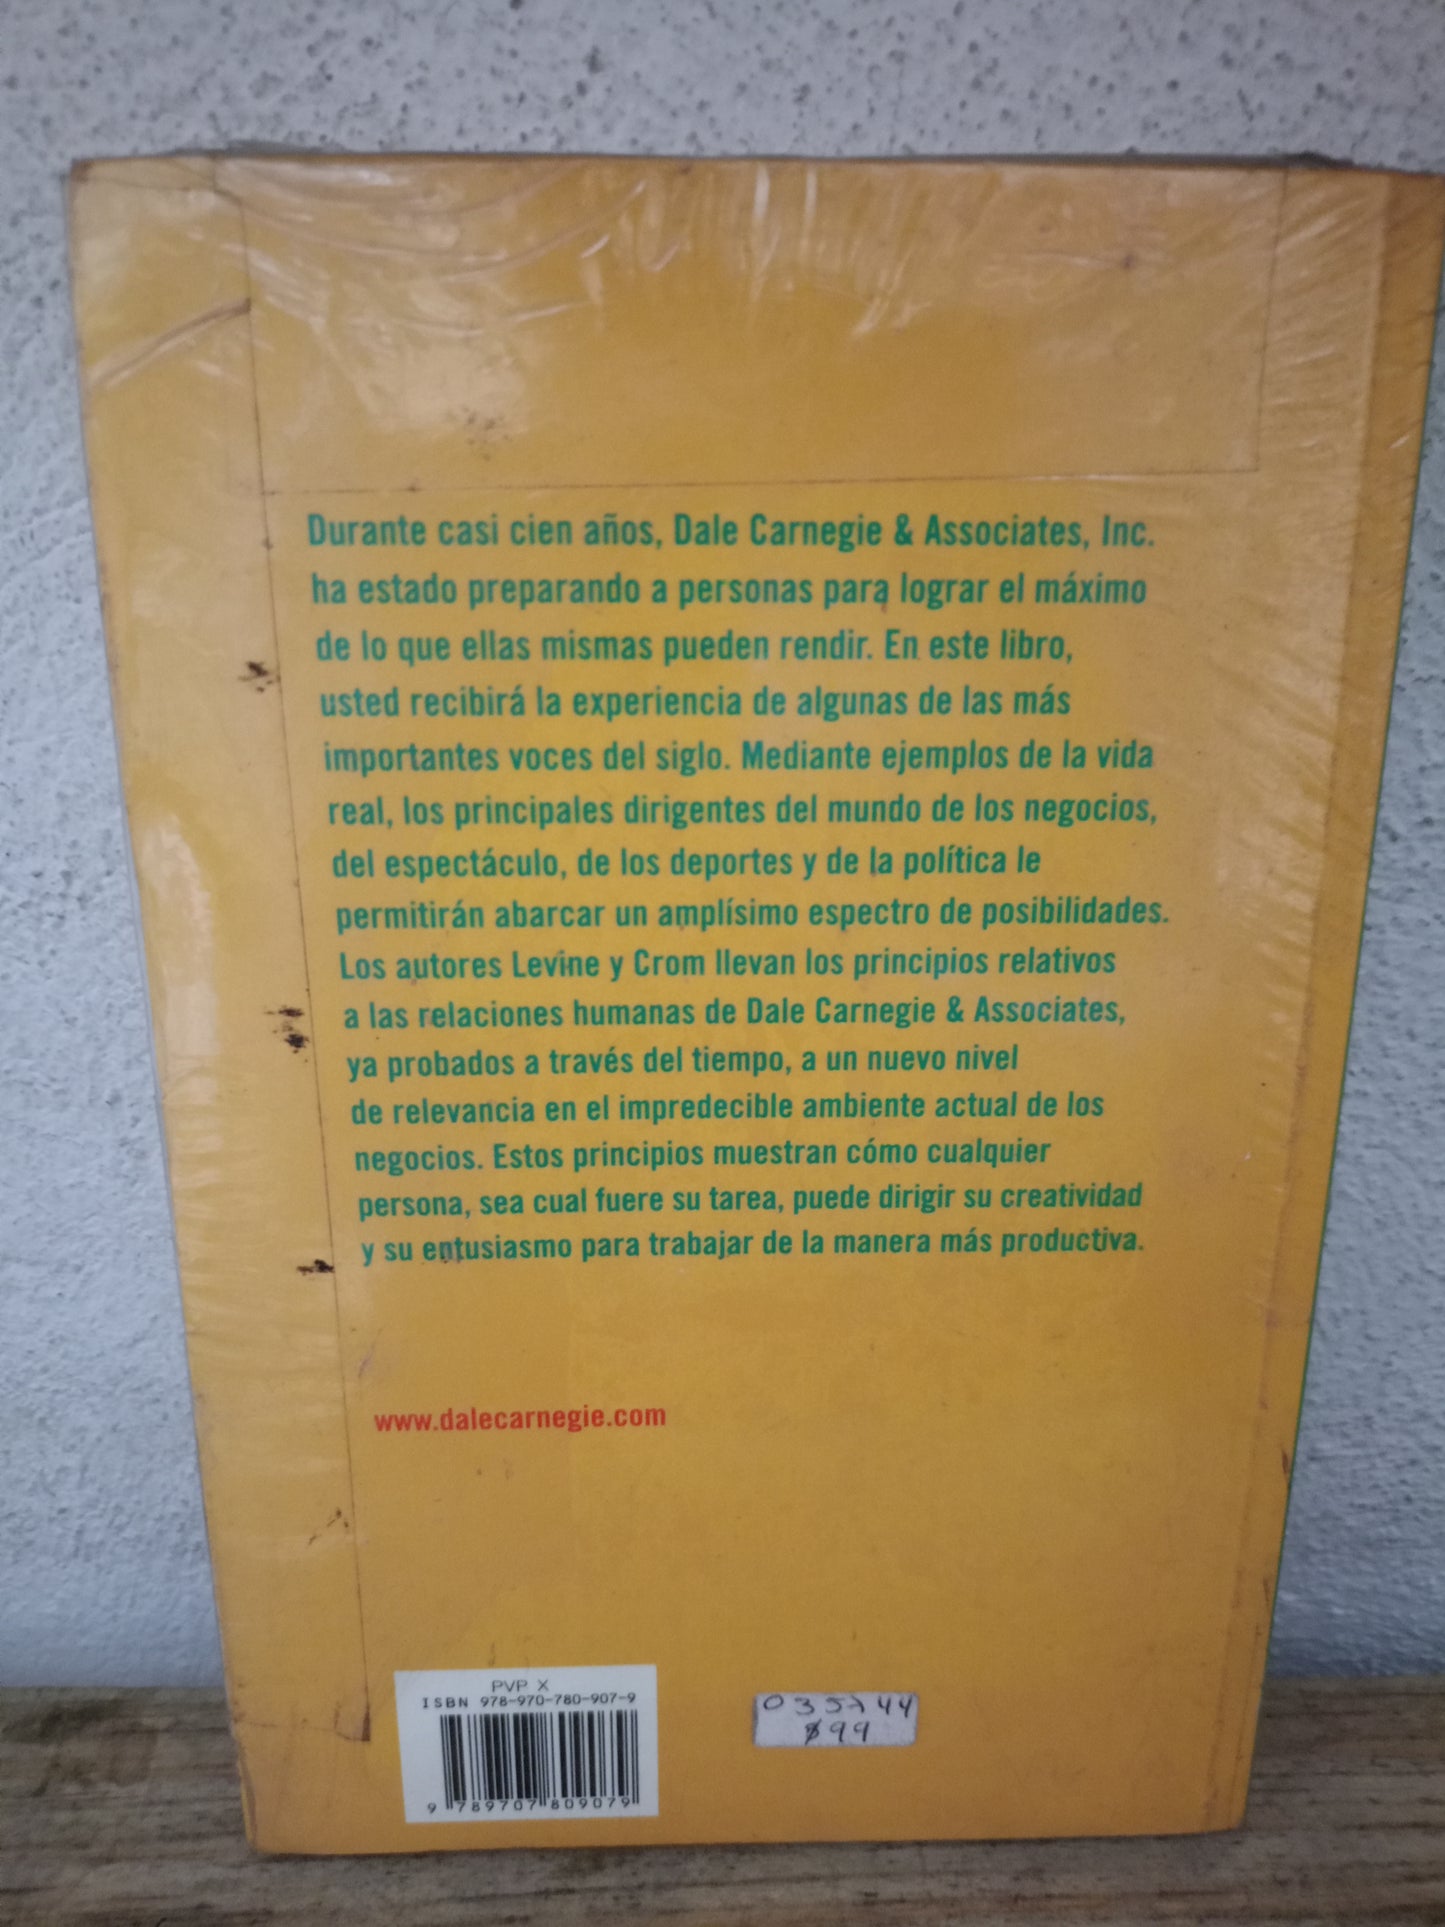 Durante casi cien años, Dale Carnegie & Associates, Inc.
ha estado preparando a personas para lograr el máximo
de lo que ellas mismas pueden rendir. En este libro,
usted recibirá la experiencia de algunas de las más
importantes voces del siglo. Mediante ejemplos de la vida
real, los principales dirigentes del mundo de los negocios,
del espectáculo, de los deportes y de la política le
permitirán abarcar un amplísimo espectro de posibilidades.
Los autores Levine y Crom llevan los principios relativos
a las relaciones humanas de Dale Carnegie & Associates,
ya probados a través del tiempo, a un nuevo nivel
de relevancia en el impredecible ambiente actual de los
negocios. Estos principios muestran cómo cualquier
persona, sea cual fuere su tarea, puede dirigir su creatividad
y su entusiasmo para trabajar de la manera más productiva.
www.dalecarnegie.com
PVP X
ISBN 978-970-780-907-9
9 789707 809079
035744
$99